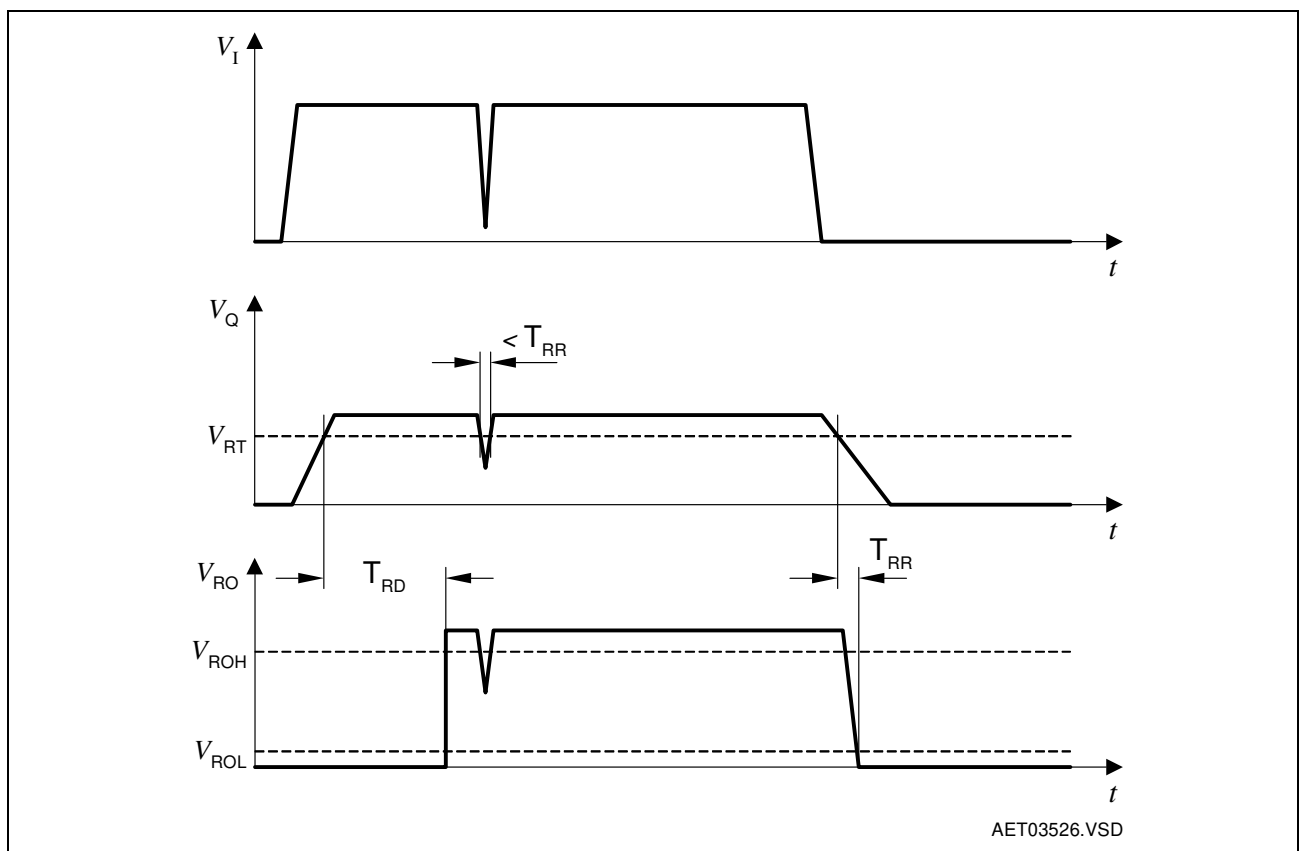 V_I
t
V_Q
< T_RR
V_RT
t
T_RR
V_RO
T_RD
V_ROH
V_ROL
t
AET03526.VSD